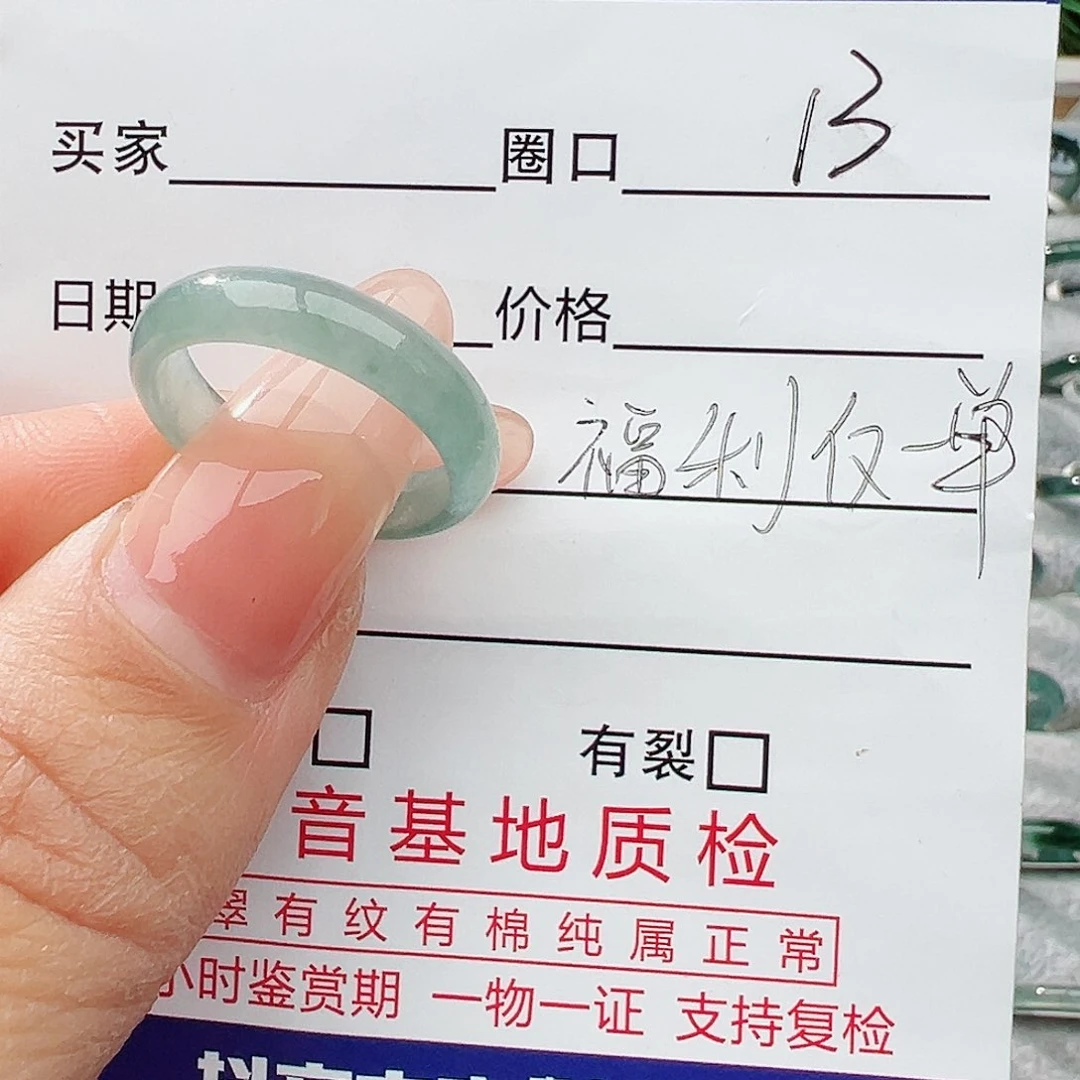 买家 圈口 13
日期 价格
福利仅一单
有裂
音基地质检
翠有纹有棉纯属正常
小时鉴赏期 一物一证 支持复检